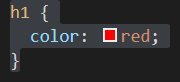 h1 {
  color: red;
}